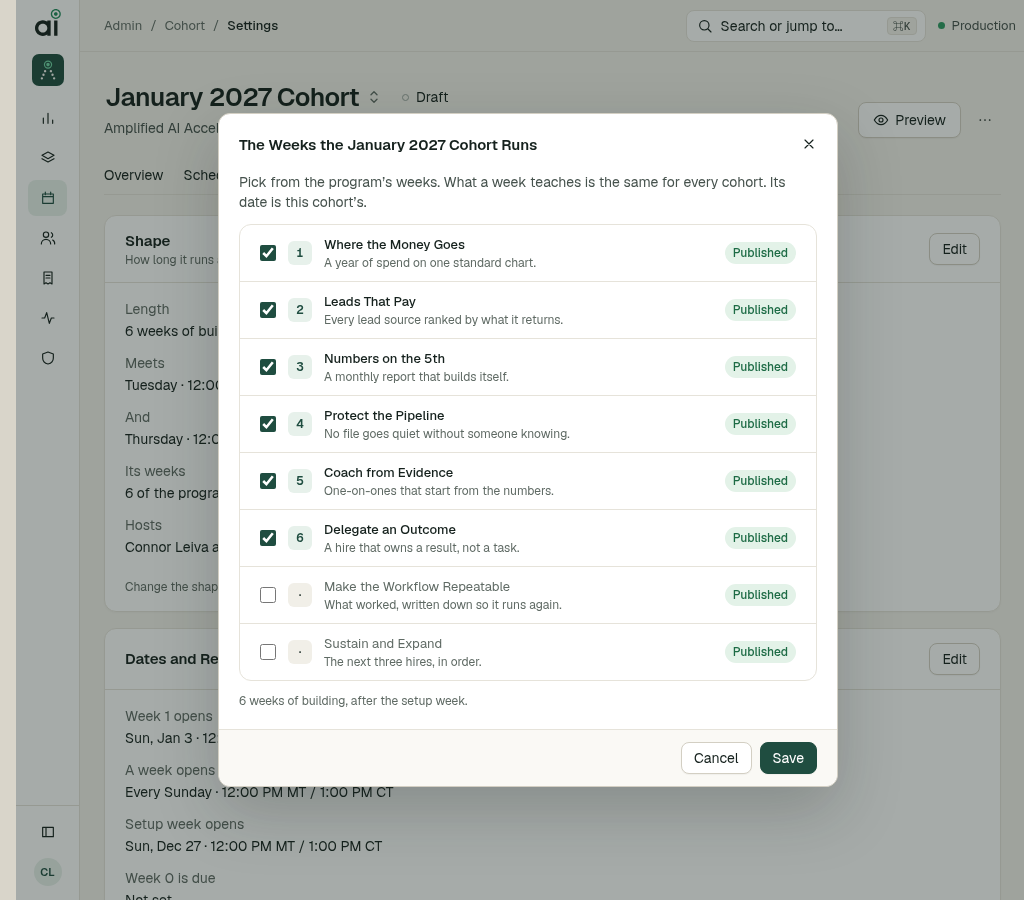 ai
Admin / Cohort / Settings
Search or jump to…
⌘K
Production
January 2027 Cohort
Draft
Amplified AI Accel
Preview
Overview
Sched
The Weeks the January 2027 Cohort Runs
Pick from the program's weeks. What a week teaches is the same for every cohort. Its
date is this cohort's.
Shape
How long it runs
Edit
Length
6 weeks of bui
Meets
Tuesday · 12:00
And
Thursday · 12:0
Its weeks
6 of the progra
Hosts
Connor Leiva a
Change the shap
1
Where the Money Goes
A year of spend on one standard chart.
Published
2
Leads That Pay
Every lead source ranked by what it returns.
Published
3
Numbers on the 5th
A monthly report that builds itself.
Published
4
Protect the Pipeline
No file goes quiet without someone knowing.
Published
5
Coach from Evidence
One-on-ones that start from the numbers.
Published
6
Delegate an Outcome
A hire that owns a result, not a task.
Published
·
Make the Workflow Repeatable
What worked, written down so it runs again.
Published
·
Sustain and Expand
The next three hires, in order.
Published
6 weeks of building, after the setup week.
Cancel
Save
Dates and Re
Edit
Week 1 opens
Sun, Jan 3 · 12
A week opens
Every Sunday · 12:00 PM MT / 1:00 PM CT
Setup week opens
Sun, Dec 27 · 12:00 PM MT / 1:00 PM CT
Week 0 is due
Not set
CL